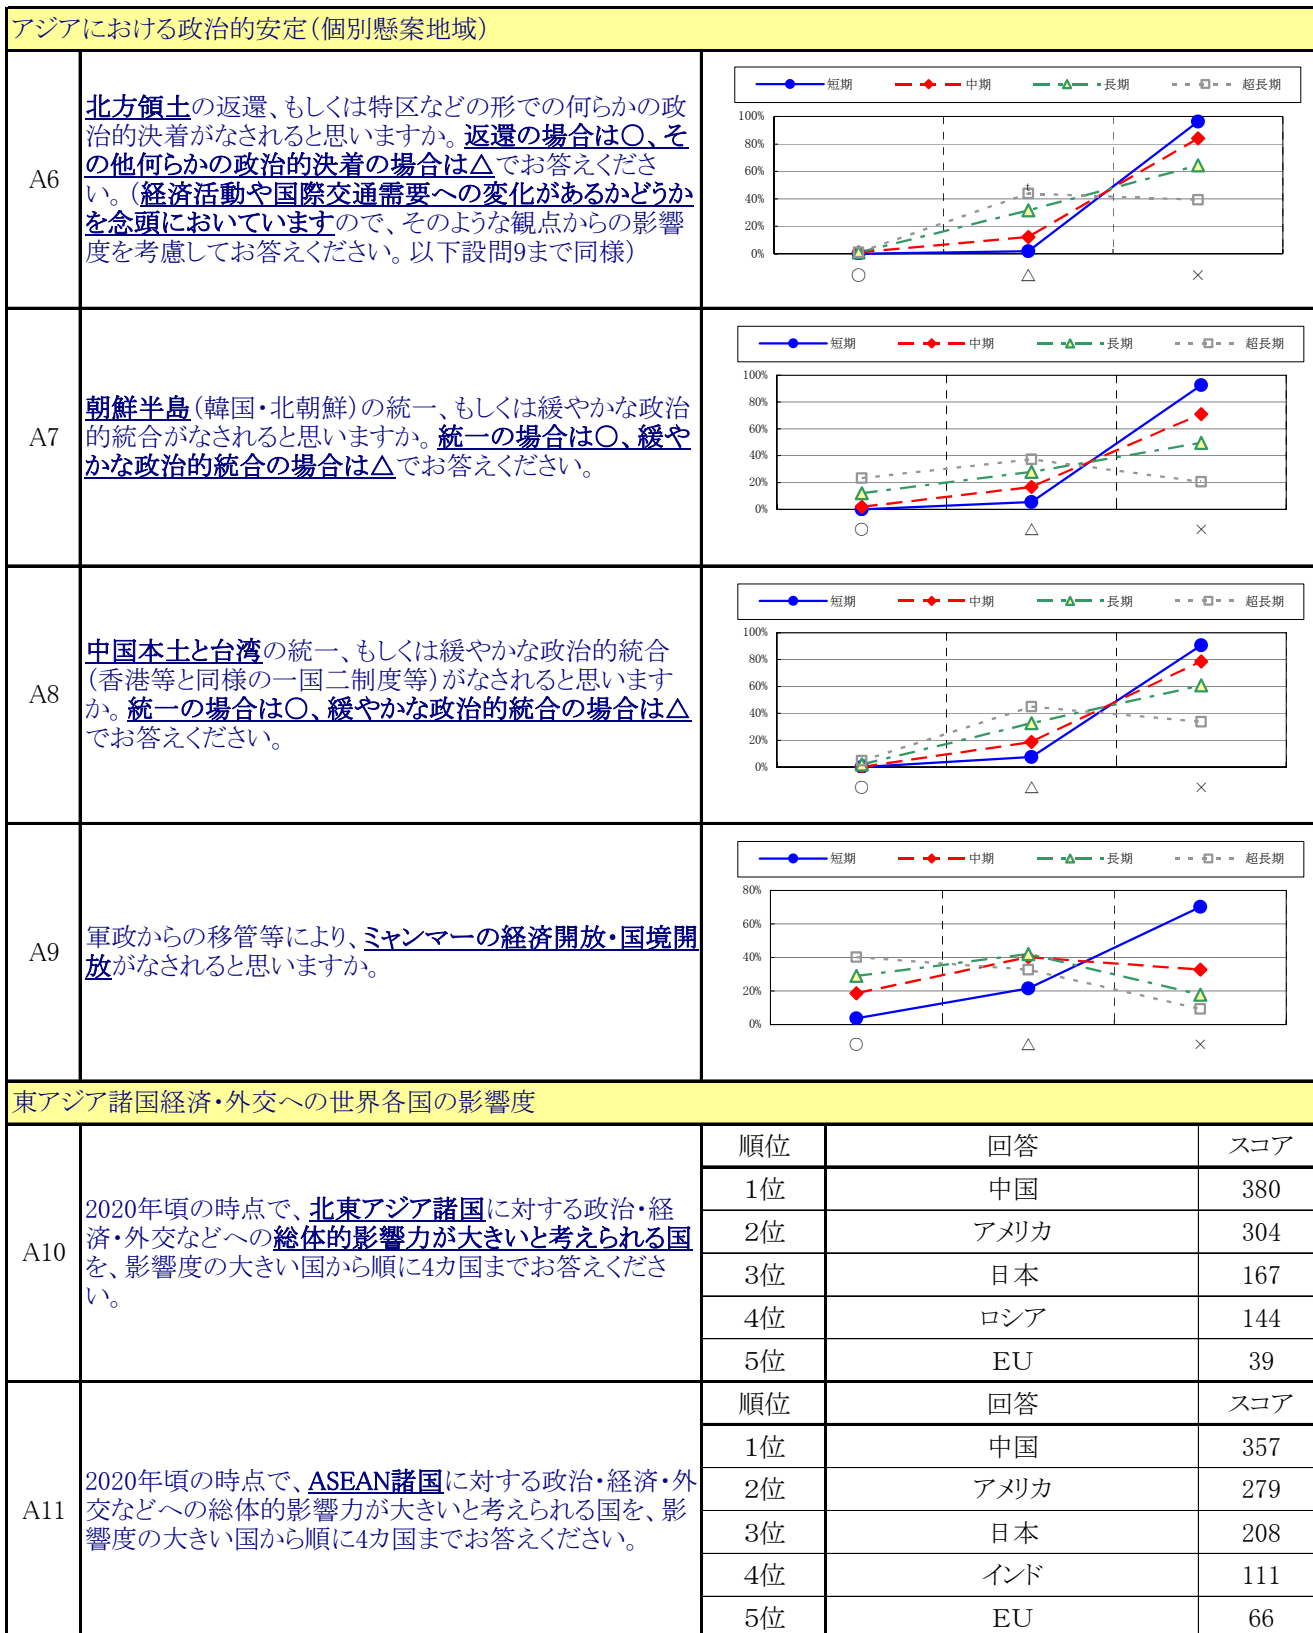 アジアにおける政治的安定(個別懸案地域)
A6
北方領土の返還、もしくは特区などの形での何らかの政
治的決着がなされると思いますか。返還の場合は○、そ
の他何らかの政治的決着の場合は△でお答えくださ
い。(経済活動や国際交通需要への変化があるかどうか
を念頭においていますので、そのような観点からの影響
度を考慮してお答えください。以下設問9まで同様)
短期 中期 長期 超長期
100%
80%
60%
40%
20%
0%
○ △ ×
A7
朝鮮半島(韓国・北朝鮮)の統一、もしくは緩やかな政治
的統合がなされると思いますか。統一の場合は○、緩や
かな政治的統合の場合は△でお答えください。
短期 中期 長期 超長期
100%
80%
60%
40%
20%
0%
○ △ ×
A8
中国本土と台湾の統一、もしくは緩やかな政治的統合
(香港等と同様の一国二制度等)がなされると思います
か。統一の場合は○、緩やかな政治的統合の場合は△
でお答えください。
短期 中期 長期 超長期
100%
80%
60%
40%
20%
0%
○ △ ×
A9
軍政からの移管等により、ミャンマーの経済開放・国境開
放がなされると思いますか。
短期 中期 長期 超長期
80%
60%
40%
20%
0%
○ △ ×
東アジア諸国経済・外交への世界各国の影響度
A10
2020年頃の時点で、北東アジア諸国に対する政治・経
済・外交などへの総体的影響力が大きいと考えられる国
を、影響度の大きい国から順に4カ国までお答えくださ
い。
順位 回答 スコア
1位 中国 380
2位 アメリカ 304
3位 日本 167
4位 ロシア 144
5位 EU 39
A11
2020年頃の時点で、ASEAN諸国に対する政治・経済・外
交などへの総体的影響力が大きいと考えられる国を、影
響度の大きい国から順に4カ国までお答えください。
順位 回答 スコア
1位 中国 357
2位 アメリカ 279
3位 日本 208
4位 インド 111
5位 EU 66